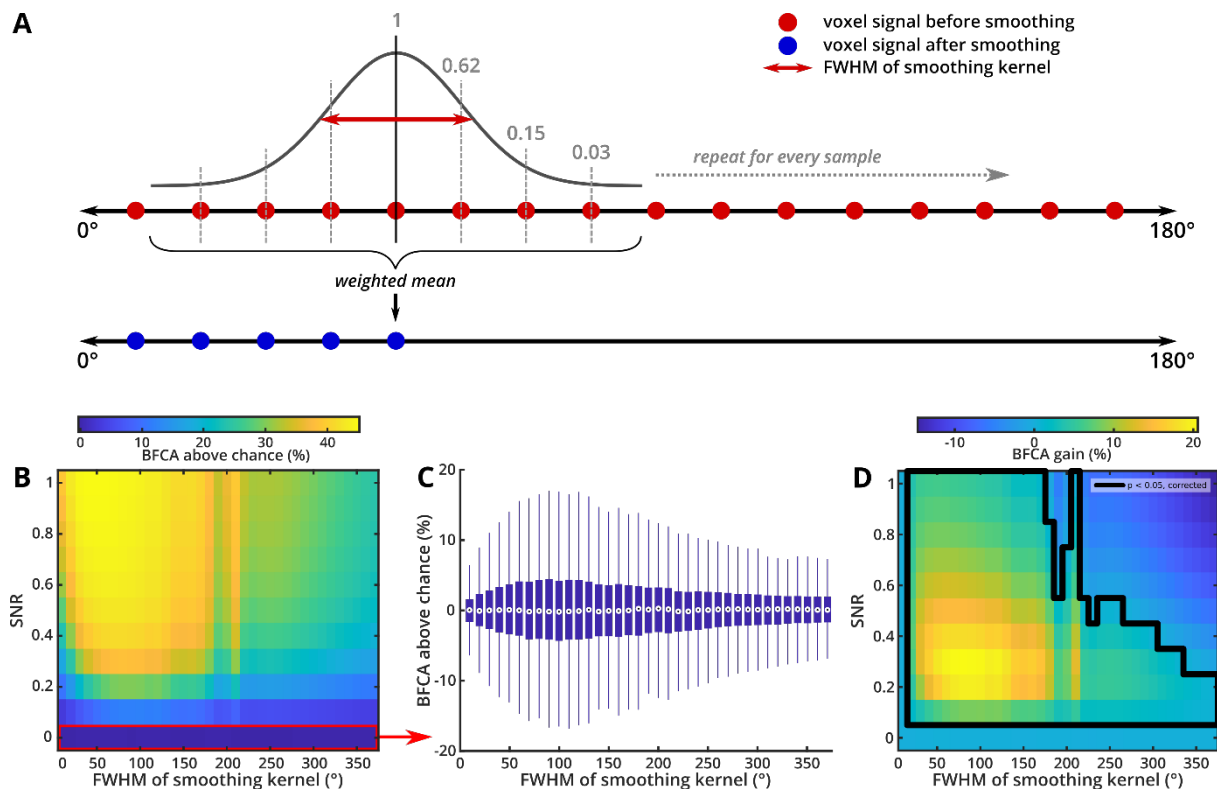 A
1
0.62
0.15
0.03
voxel signal before smoothing
voxel signal after smoothing
FWHM of smoothing kernel
repeat for every sample
0°
180°
weighted mean
0°
180°
0 10 20 30 40
BFCA above chance (%)
B
SNR
1
0.8
0.6
0.4
0.2
0
0 50 100 150 200 250 300 350
FWHM of smoothing kernel (°)
C
BFCA above chance (%)
20
10
0
-10
-20
0 50 100 150 200 250 300 350
FWHM of smoothing kernel (°)
-10 0 10 20
BFCA gain (%)
D
p < 0.05, corrected
SNR
1
0.8
0.6
0.4
0.2
0
0 50 100 150 200 250 300 350
FWHM of smoothing kernel (°)